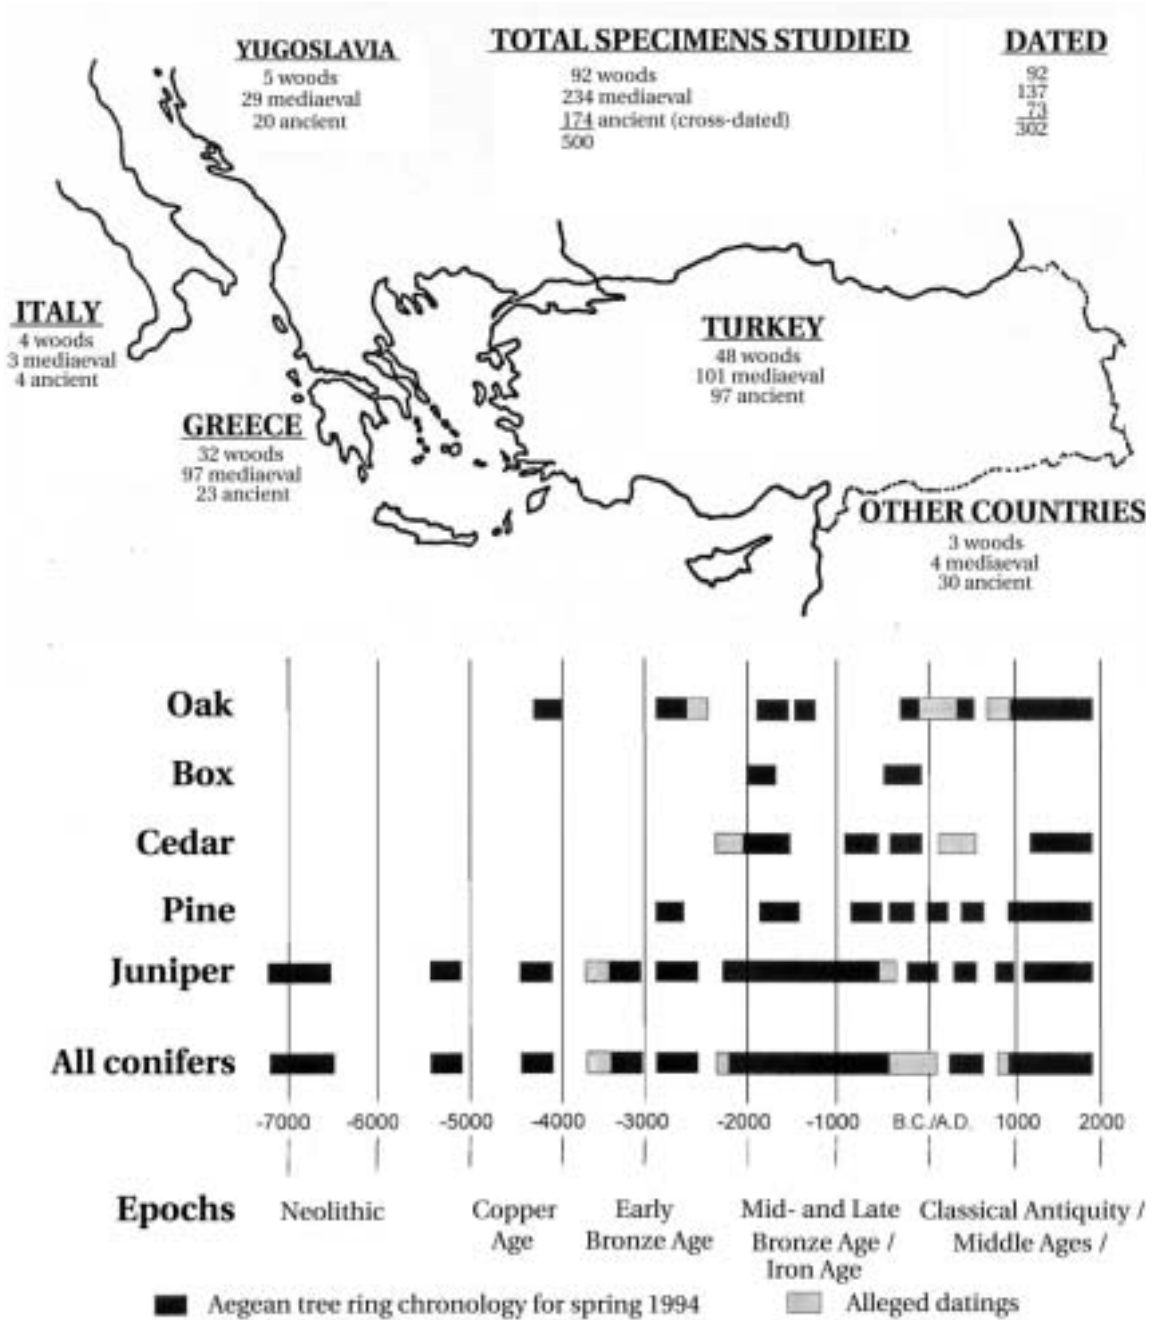 YUGOSLAVIA
5 woods
29 mediaeval
20 ancient
TOTAL SPECIMENS STUDIED
92 woods
234 mediaeval
174 ancient (cross-dated)
500
DATED
92
137
73
302
ITALY
4 woods
3 mediaeval
4 ancient
GREECE
32 woods
97 mediaeval
23 ancient
TURKEY
48 woods
101 mediaeval
97 ancient
OTHER COUNTRIES
3 woods
4 mediaeval
30 ancient
Oak
Box
Cedar
Pine
Juniper
All conifers
-7000 -6000 -5000 -4000 -3000 -2000 -1000 B.C./A.D. 1000 2000
Epochs
Neolithic
Copper
Age
Early
Bronze Age
Mid- and Late
Bronze Age /
Iron Age
Classical Antiquity /
Middle Ages /
Aegean tree ring chronology for spring 1994
Alleged datings